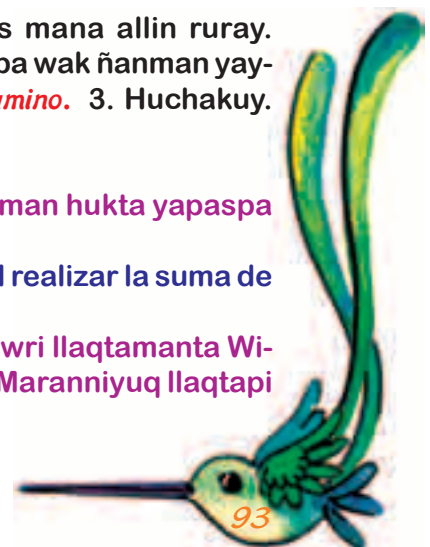 s mana allin ruray.
pa wak ñanman yay-
mino. 3. Huchakuy.
man hukta yapaspa
l realizar la suma de
wri llaqtamanta Wi-
Maranniyuq llaqtapi
93